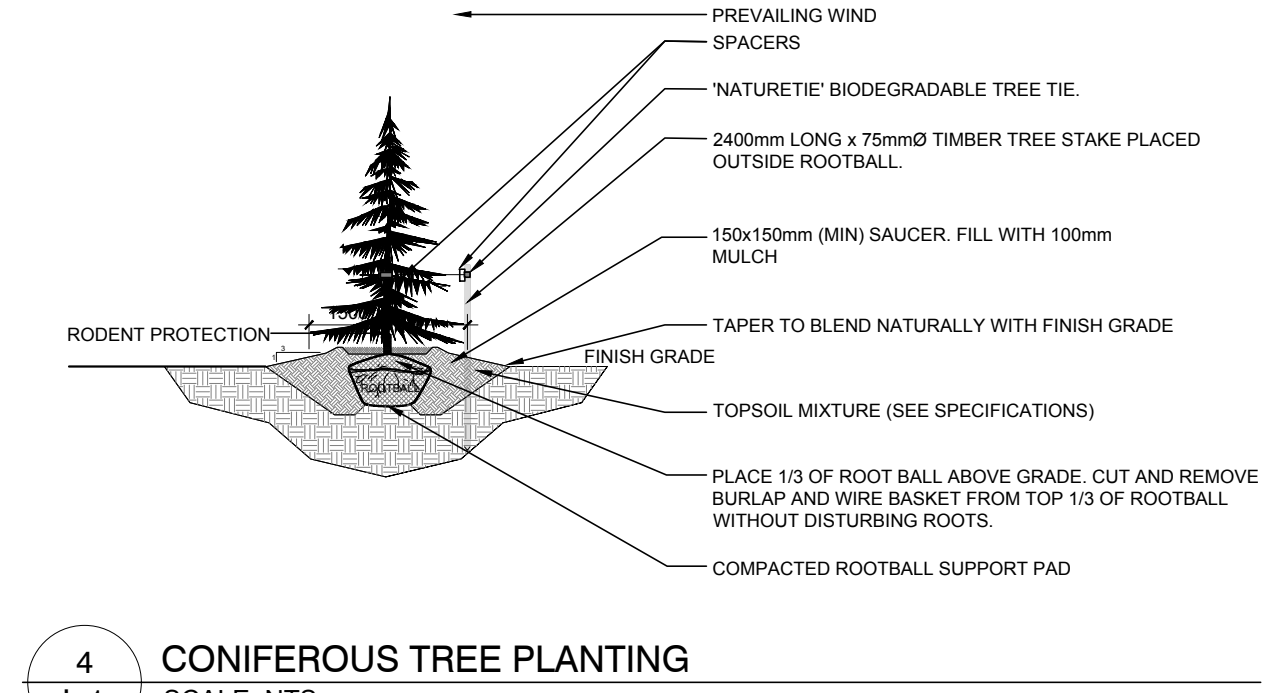 PREVAILING WIND
SPACERS
'NATURETIE' BIODEGRADABLE TREE TIE.
2400mm LONG x 75mmØ TIMBER TREE STAKE PLACED
OUTSIDE ROOTBALL.
150x150mm (MIN) SAUCER. FILL WITH 100mm
MULCH
RODENT PROTECTION
TAPER TO BLEND NATURALLY WITH FINISH GRADE
3
1
FINISH GRADE
ROOTBALL
TOPSOIL MIXTURE (SEE SPECIFICATIONS)
PLACE 1/3 OF ROOT BALL ABOVE GRADE. CUT AND REMOVE
BURLAP AND WIRE BASKET FROM TOP 1/3 OF ROOTBALL
WITHOUT DISTURBING ROOTS.
COMPACTED ROOTBALL SUPPORT PAD
4
CONIFEROUS TREE PLANTING
SCALE: NTS